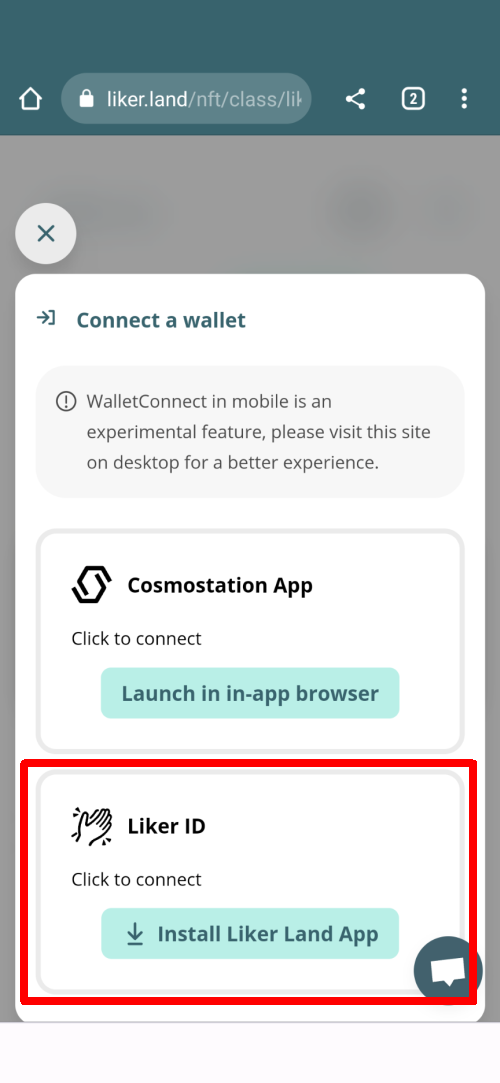 liker.land/nft/class/lik
2
Connect a wallet
WalletConnect in mobile is an
experimental feature, please visit this site
on desktop for a better experience.
Cosmostation App
Click to connect
Launch in in-app browser
Liker ID
Click to connect
Install Liker Land App